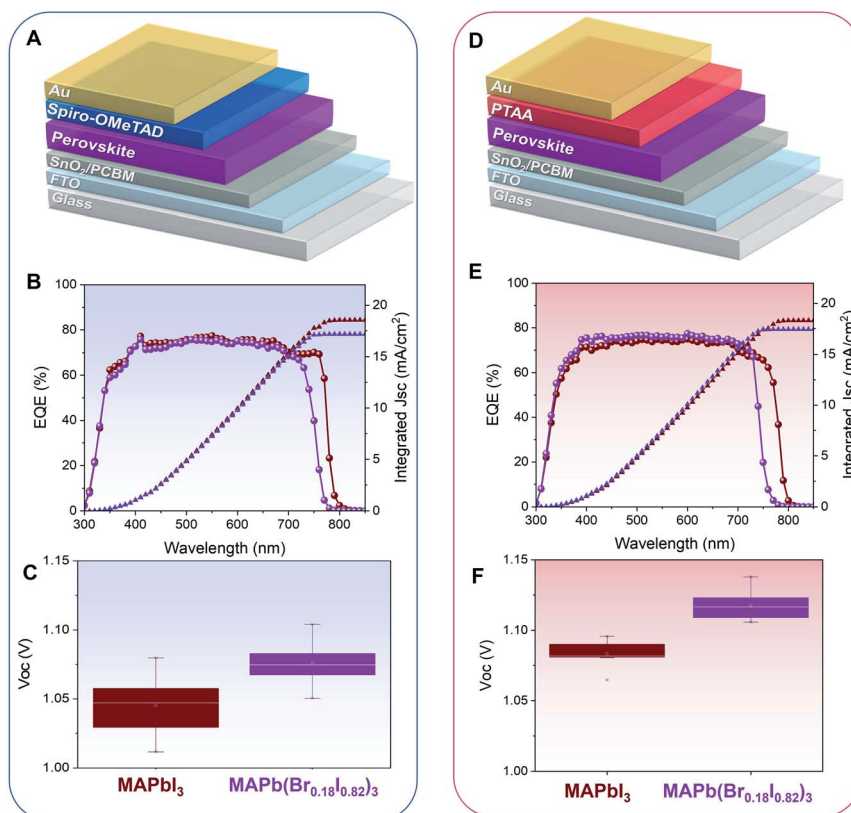 A
Au
Spiro-OMeTAD
Perovskite
SnO₂/PCBM
FTO
Glass
B
100
80
60
40
20
0
EQE (%)
20
15
10
5
0
Integrated Jsc (mA/cm²)
300 400 500 600 700 800
Wavelength (nm)
C
1.15
1.10
1.05
1.00
Voc (V)
MAPbI₃ MAPb(Br₀.₁₈I₀.₈₂)₃
D
Au
PTAA
Perovskite
SnO₂/PCBM
FTO
Glass
E
100
80
60
40
20
0
EQE (%)
20
15
10
5
0
Integrated Jsc (mA/cm²)
300 400 500 600 700 800
Wavelength (nm)
F
1.15
1.10
1.05
1.00
Voc (V)
MAPbI₃ MAPb(Br₀.₁₈I₀.₈₂)₃